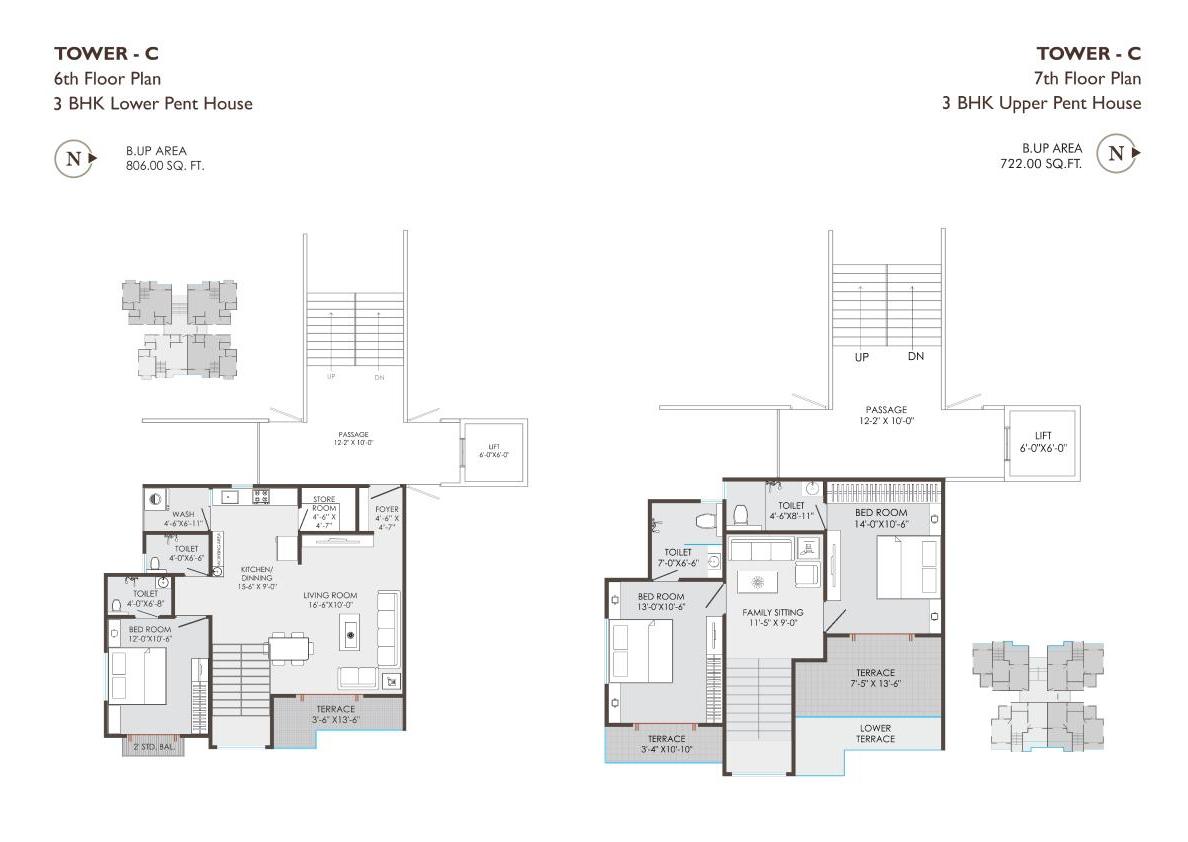 TOWER - C
6th Floor Plan
3 BHK Lower Pent House
N
B.UP AREA
806.00 SQ. FT.
UP
DN
PASSAGE
12-2" X 10'-0"
LIFT
6'-0"X6'-0"
WASH
4'-6"X6'-11"
STORE
ROOM
4'-6" X
4'-7"
FOYER
4'-6" X
4'-7"
TOILET
4'-0"X6'-6"
KITCHEN/
DINNING
15-6" X 9'-0"
TOILET
4'-0"X6'-8"
LIVING ROOM
16'-6"X10'-0"
BED ROOM
12'-0"X10'-6"
TERRACE
3'-6" X13'-6"
2' STD. BAL.
TOWER - C
7th Floor Plan
3 BHK Upper Pent House
B.UP AREA
722.00 SQ.FT.
N
UP
DN
PASSAGE
12-2" X 10'-0"
LIFT
6'-0"X6'-0"
TOILET
4'-6"X8'-11"
BED ROOM
14'-0"X10'-6"
TOILET
7'-0"X6'-6"
BED ROOM
13'-0"X10'-6"
FAMILY SITTING
11'-5" X 9'-0"
TERRACE
7'-5" X 13'-6"
LOWER
TERRACE
TERRACE
3'-4" X10'-10"